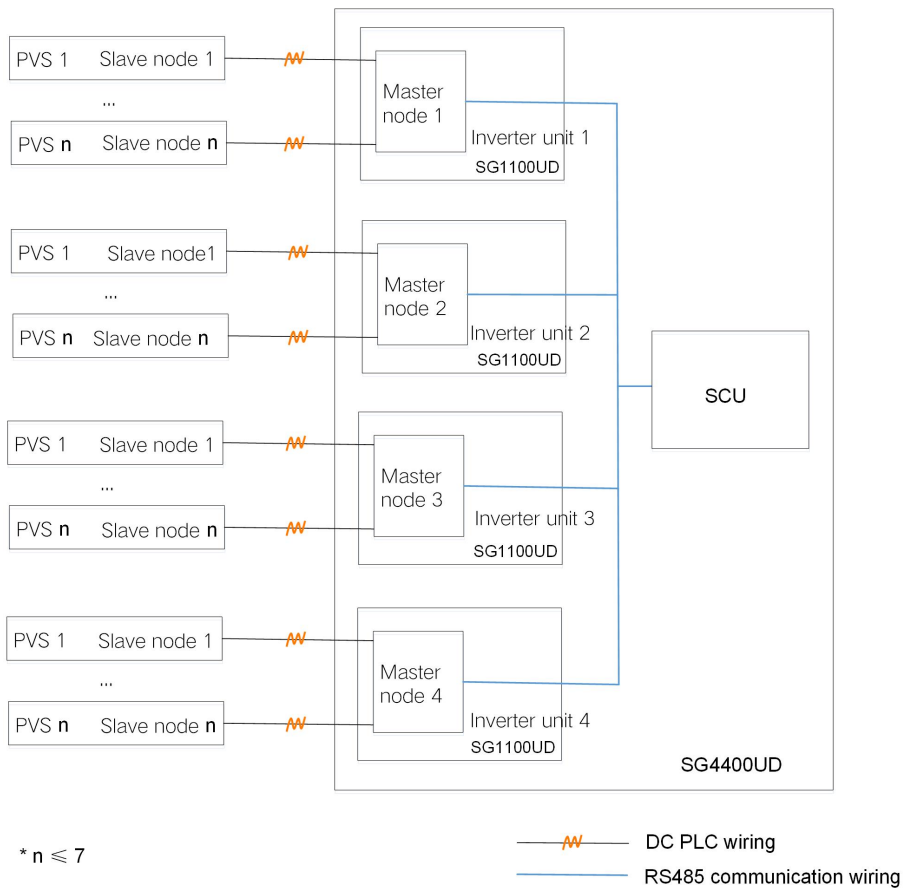 PVS 1 Slave node 1
...
PVS n Slave node n
Master
node 1
Inverter unit 1
SG1100UD
PVS 1 Slave node1
...
PVS n Slave node n
Master
node 2
Inverter unit 2
SG1100UD
SCU
PVS 1 Slave node 1
...
PVS n Slave node n
Master
node 3
Inverter unit 3
SG1100UD
PVS 1 Slave node 1
...
PVS n Slave node n
Master
node 4
Inverter unit 4
SG1100UD
SG4400UD
* n ≤ 7
DC PLC wiring
RS485 communication wiring